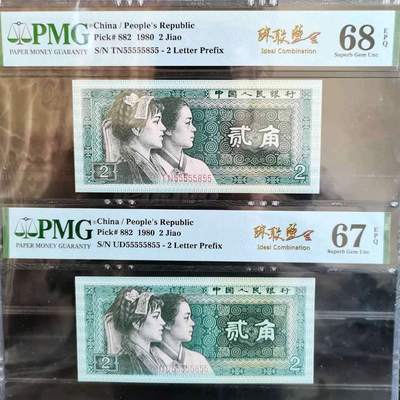 PMG
PAPER MONEY GUARANTY
China / People's Republic
Pick# 882 1980 2 Jiao
S/N TN55555855 - 2 Letter Prefix
Ideal Combination
68
EPQ
Superb Gem Unc
中国人民银行
贰角
2
TN55555855
2
PMG
PAPER MONEY GUARANTY
China / People's Republic
Pick# 882 1980 2 Jiao
S/N UD55555855 - 2 Letter Prefix
Ideal Combination
67
EPQ
Superb Gem Unc
中国人民银行
贰角
2
UD55555855
2